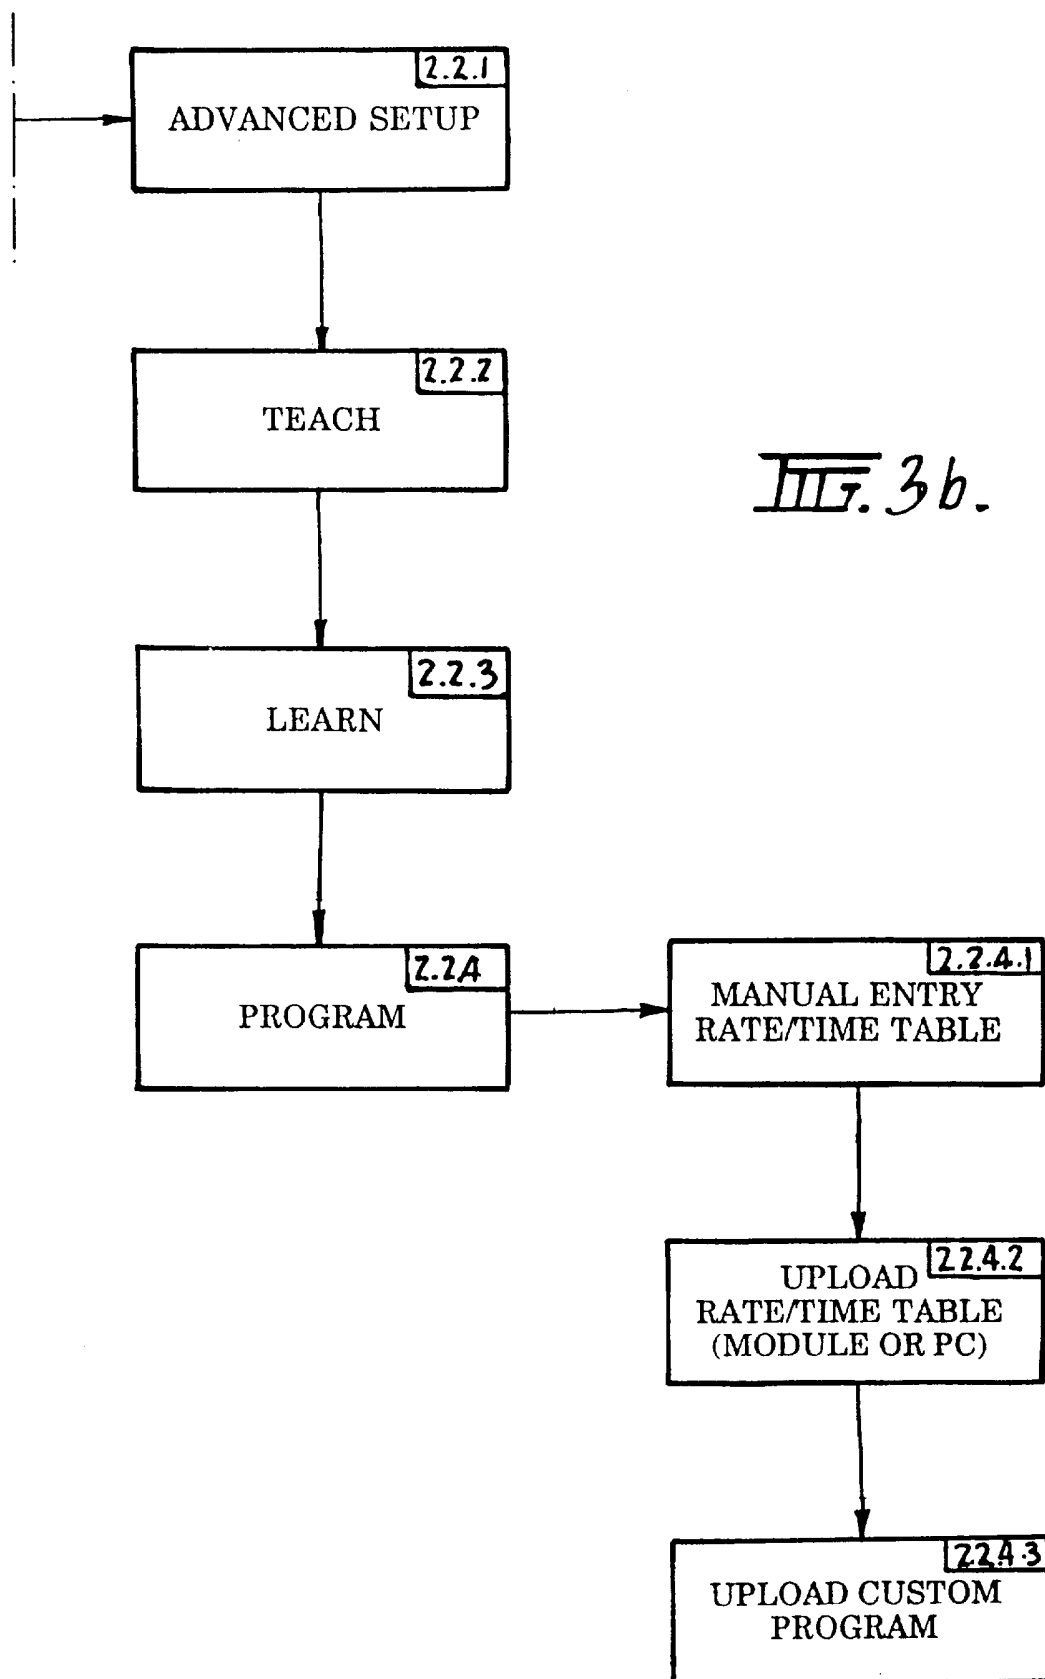 2.2.1
ADVANCED SETUP
2.2.2
TEACH
FIG. 3b.
2.2.3
LEARN
2.2.4
PROGRAM
2.2.4.1
MANUAL ENTRY
RATE/TIME TABLE
2.2.4.2
UPLOAD
RATE/TIME TABLE
(MODULE OR PC)
2.2.4.3
UPLOAD CUSTOM
PROGRAM